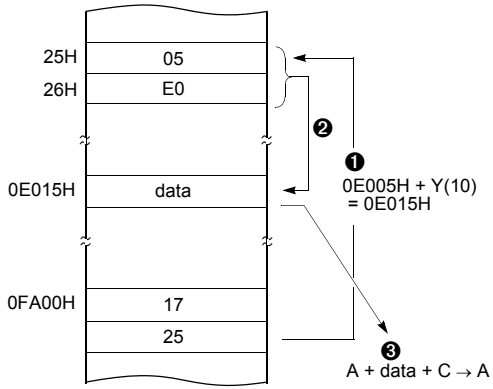 25H 05
26H E0
❷
❶
0E005H + Y(10)
= 0E015H
0E015H data
0FA00H 17
25
❸
A + data + C → A